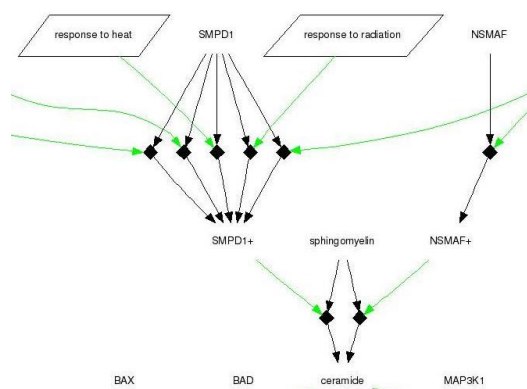 response to heat
SMPD1
response to radiation
NSMAF
SMPD1+
sphingomyelin
NSMAF+
BAX
BAD
ceramide
MAP3K1